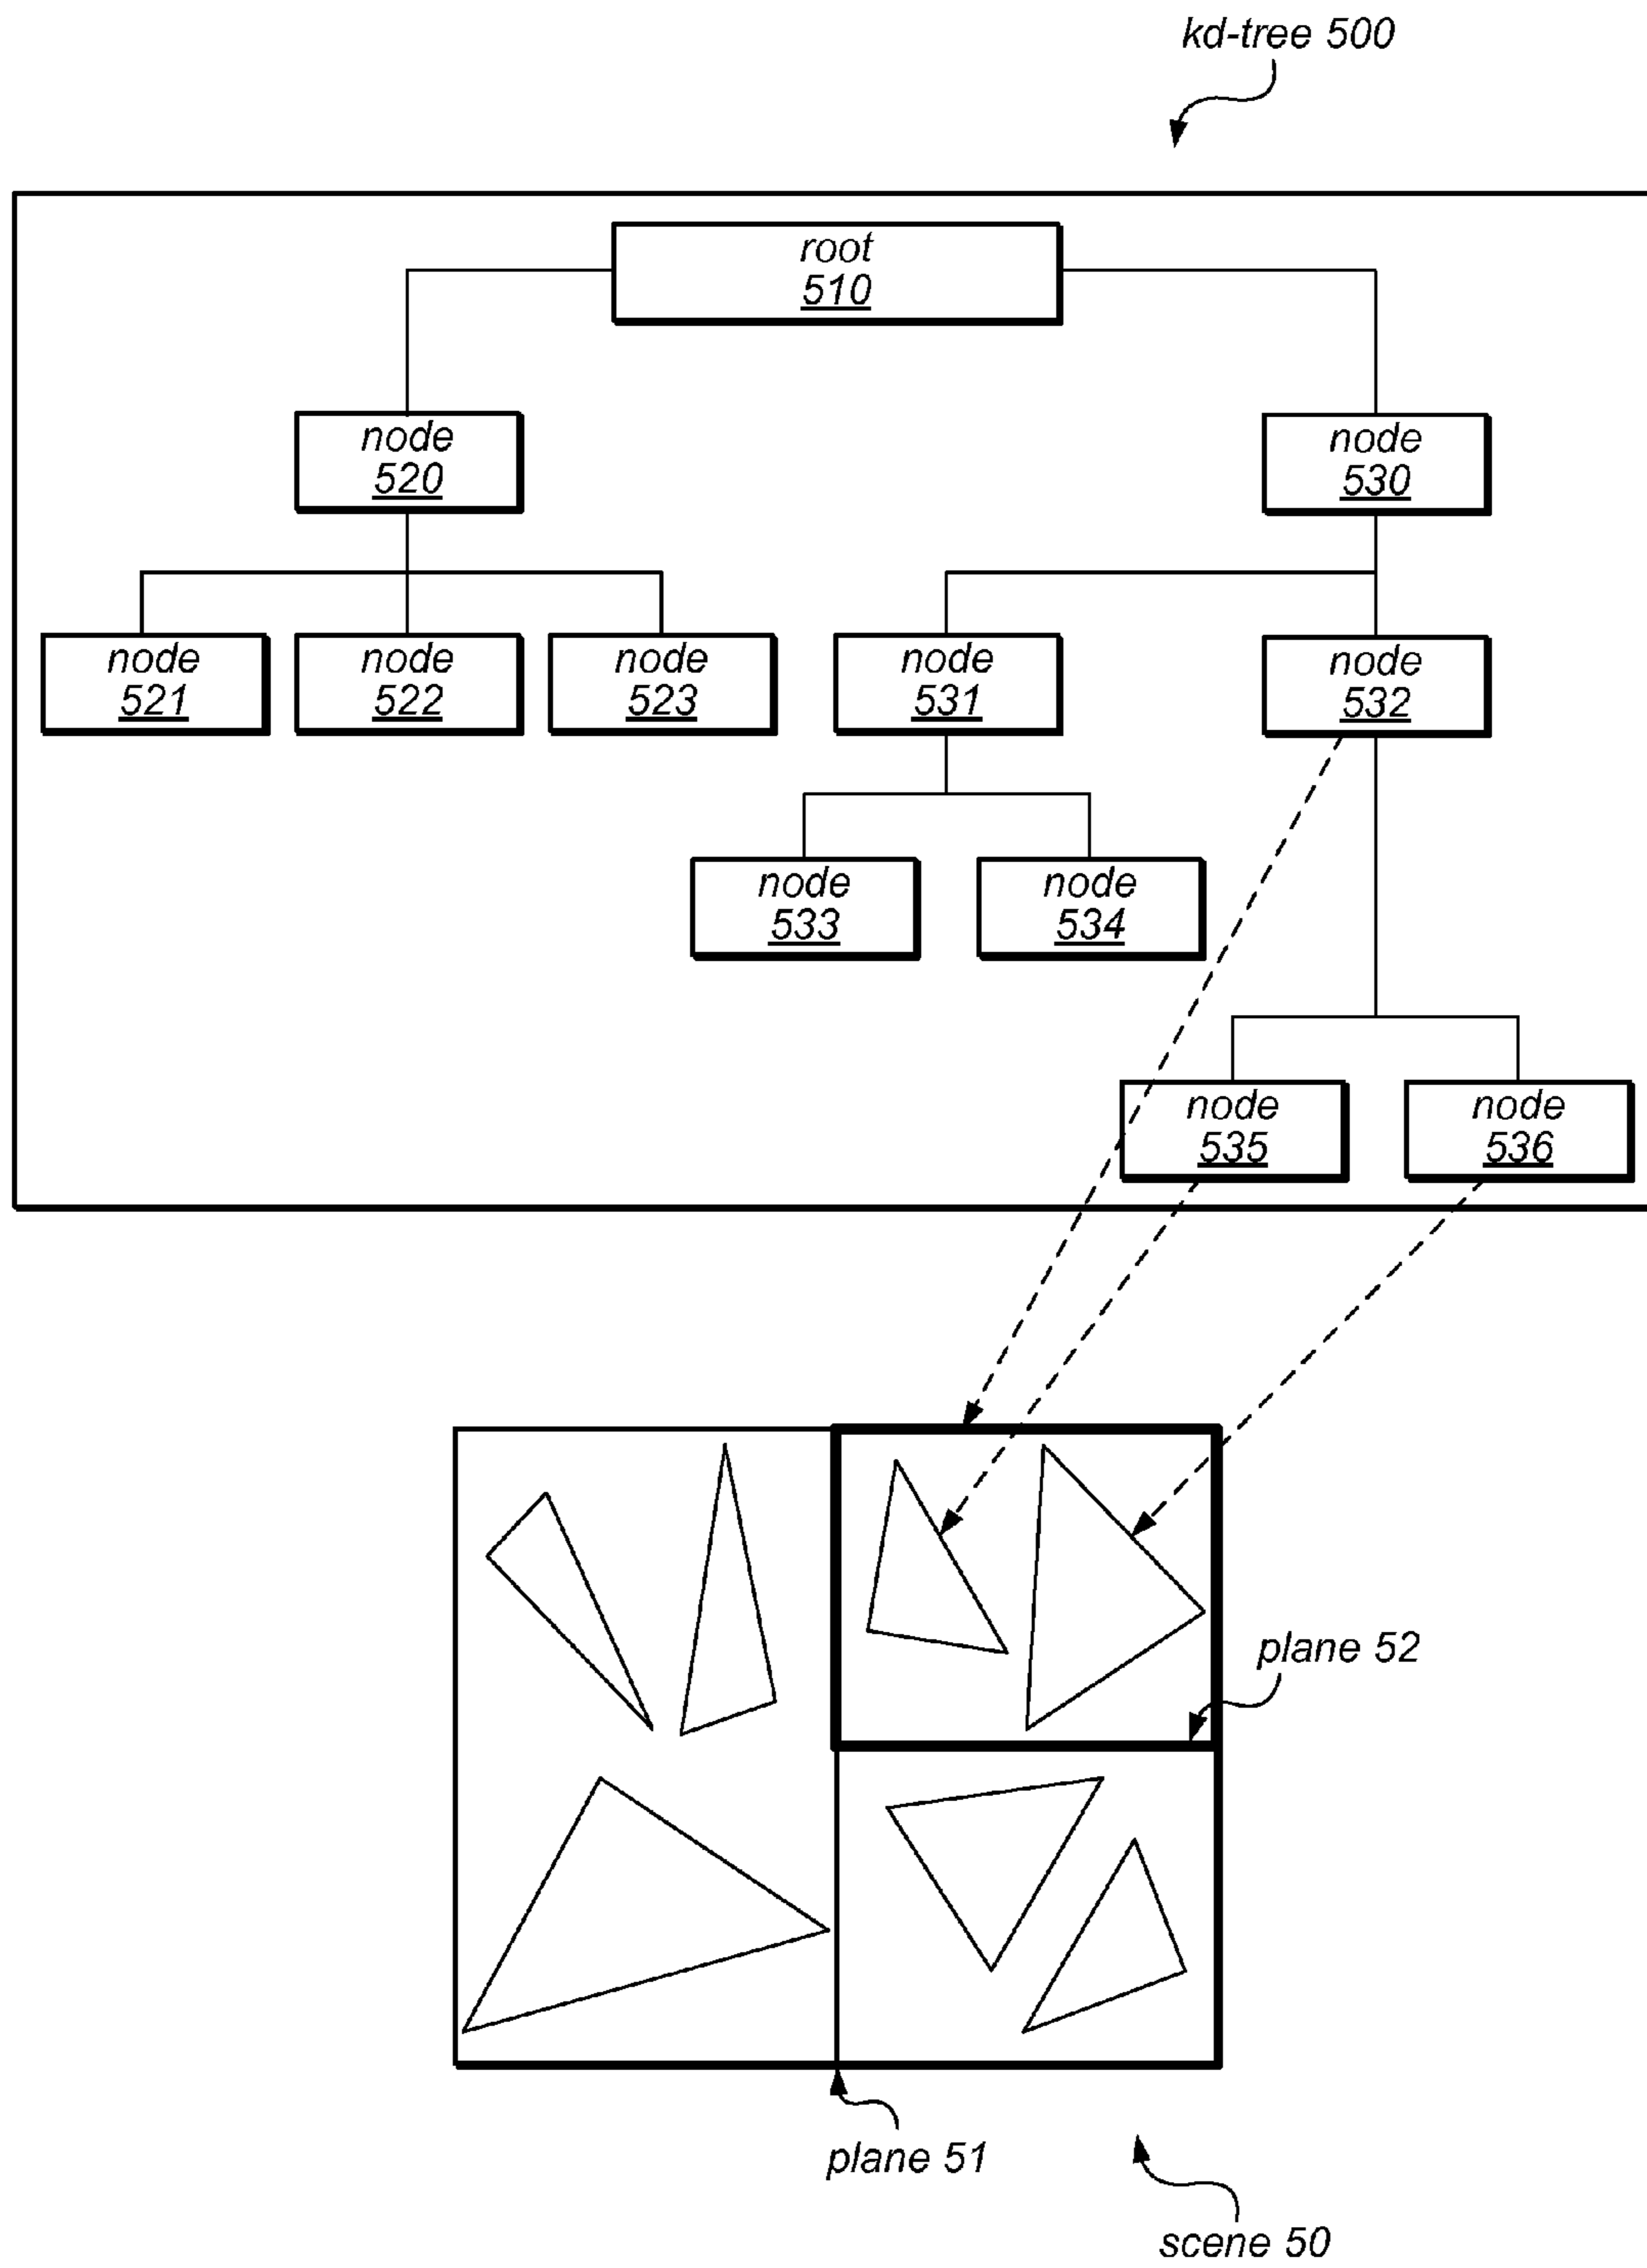 kd-tree 500
root
510
node
520
node
530
node
521
node
522
node
523
node
531
node
532
node
533
node
534
node
535
node
536
plane 52
plane 51
scene 50